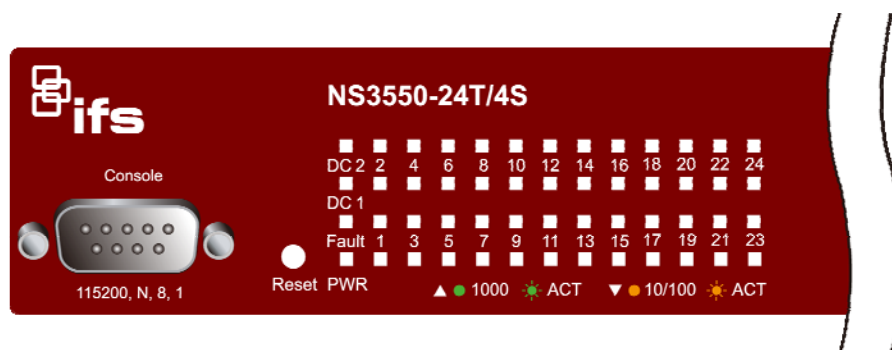 ifs
NS3550-24T/4S
Console
DC 2 2 4 6 8 10 12 14 16 18 20 22 24
DC 1
Fault 1 3 5 7 9 11 13 15 17 19 21 23
Reset PWR
115200, N, 8, 1
▲ ● 1000 ACT ▼ ● 10/100 ACT